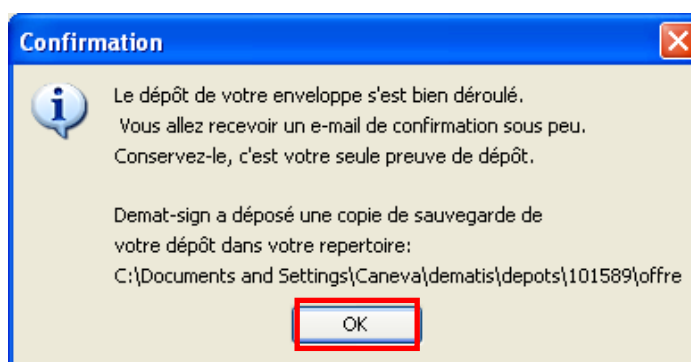 Confirmation
Le dépôt de votre enveloppe s'est bien déroulé.
Vous allez recevoir un e-mail de confirmation sous peu.
Conservez-le, c'est votre seule preuve de dépôt.
Demat-sign a déposé une copie de sauvegarde de
votre dépôt dans votre repertoire:
C:\Documents and Settings\Caneva\dematis\depots\101589\offre
OK